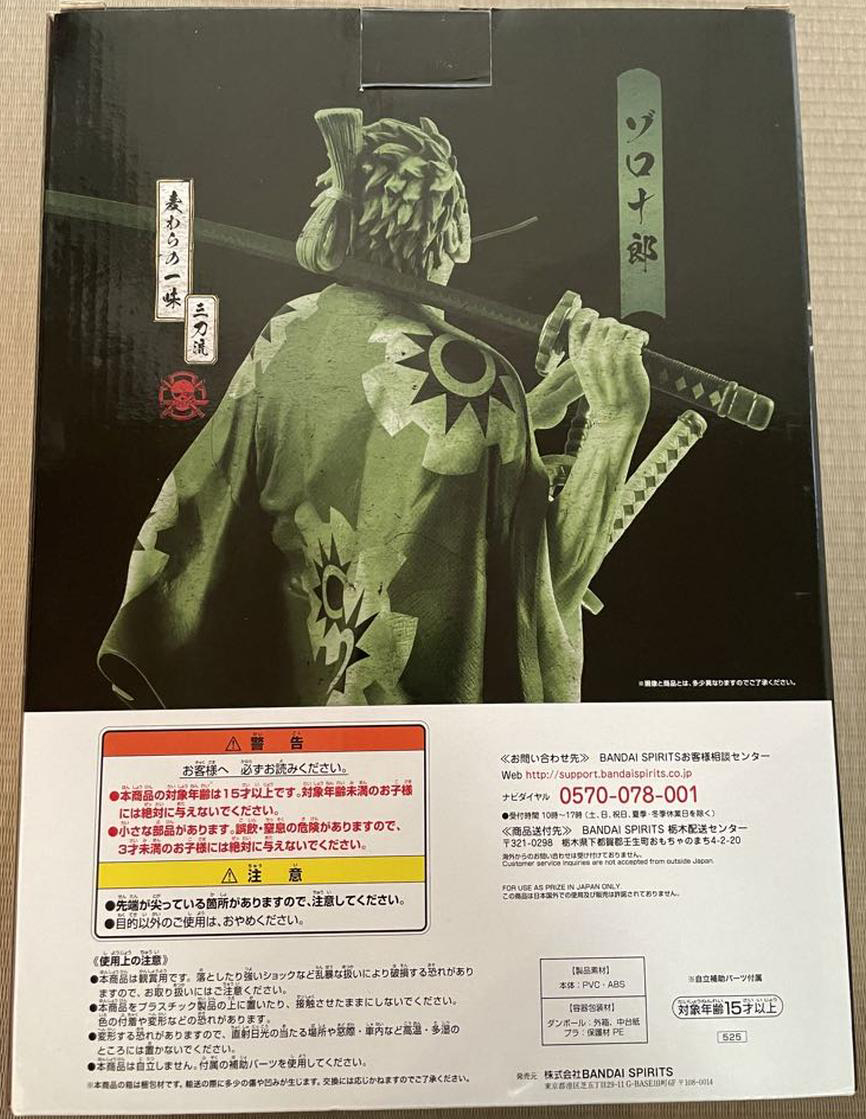 ゾロ十郎
麦わらの一味
三刀流
※画像と商品とは、多少異なりますのでご了承ください。
⚠ 警告
お客様へ 必ずお読みください。
●本商品の対象年齢は15才以上です。対象年齢未満のお子様
には絶対に与えないでください。
●小さな部品があります。誤飲・窒息の危険がありますので、
3才未満のお子様には絶対に与えないでください。
⚠ 注意
●先端が尖っている箇所がありますので、注意してください。
●目的以外のご使用は、おやめください。
《使用上の注意》
●本商品は観賞用です。落としたり強いショックなど乱暴な扱いにより破損する恐れがあり
ますので、お取り扱いにはご注意ください。
●本商品をプラスチック製品の上に置いたり、接触させたままにしないでください。
色の付着や変形などの恐れがあります。
●変形する恐れがありますので、直射日光の当たる場所や窓際・車内など高温・多湿の
ところには置かないでください。
●本商品は自立しません。付属の補助パーツを使用してください。
※本商品の箱は梱包材です。輸送の際に多少の傷や凹みが生じます。交換には応じかねますのでご了承ください。
≪お問い合わせ先≫ BANDAI SPIRITSお客様相談センター
Web http://support.bandaispirits.co.jp
ナビダイヤル 0570-078-001
●受付時間 10時~17時(土、日、祝日、夏季・冬季休業日を除く)
≪商品送付先≫ BANDAI SPIRITS 栃木配送センター
〒321-0298 栃木県下都賀郡壬生町おもちゃのまち4-2-20
海外からのお問い合わせは受け付けておりません。
Customer service inquiries are not accepted from outside Japan.
FOR USE AS PRIZE IN JAPAN ONLY.
この商品は日本国外での使用及び販売は許諾されておりません。
【製品素材】
本体:PVC・ABS
【容器包装材】
ダンボール:外箱、中台紙
プラ:保護材 PE
※自立補助パーツ付属
対象年齢15才以上
525
発売元 株式会社BANDAI SPIRITS
東京都港区芝五丁目29-11 G-BASE田町6F 〒108-0014